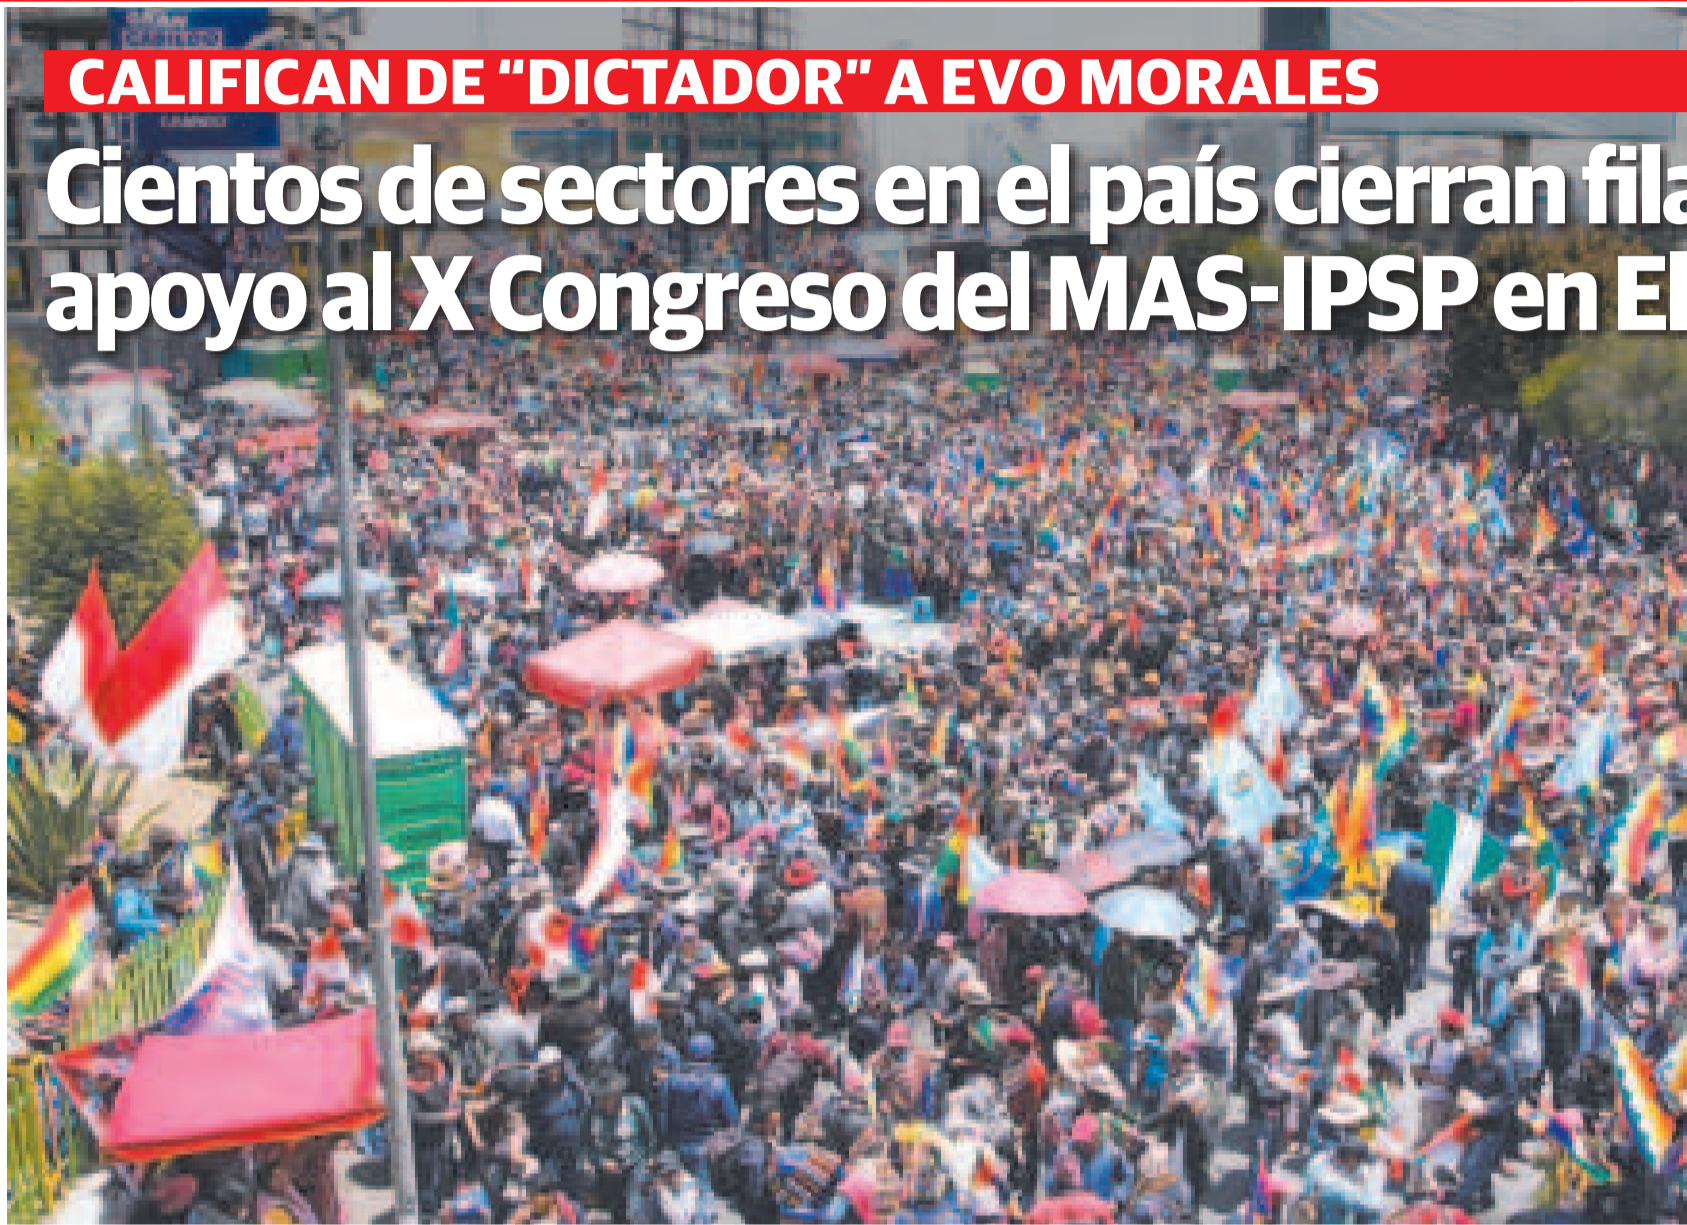 CALIFICAN DE “DICTADOR” A EVO MORALES
Cientos de sectores en el país cierran fila
apoyo al X Congreso del MAS-IPSP en El